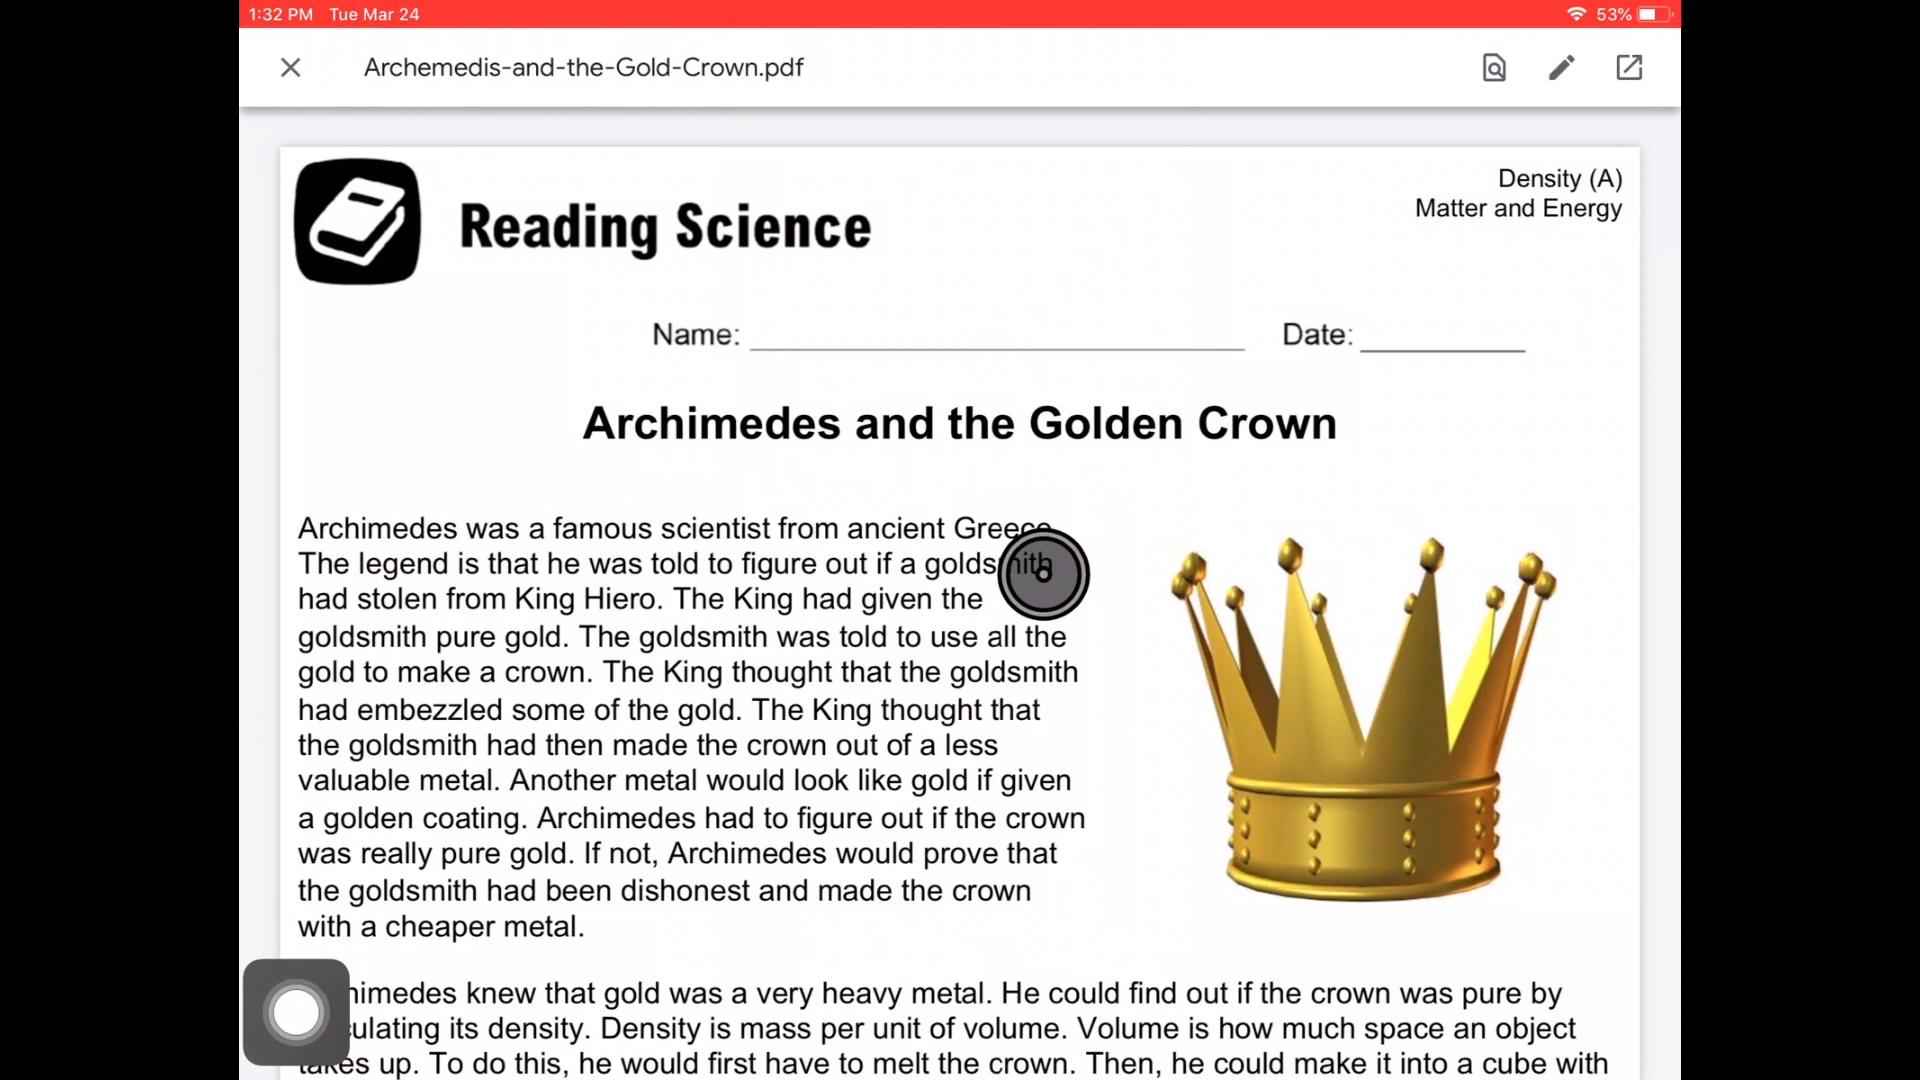 1:32 PM Tue Mar 24
53%
Archemedis-and-the-Gold-Crown.pdf
Density (A)
Matter and Energy
Reading Science
Name: Date:
Archimedes and the Golden Crown
Archimedes was a famous scientist from ancient Greece
The legend is that he was told to figure out if a goldsmith
had stolen from King Hiero. The King had given the
goldsmith pure gold. The goldsmith was told to use all the
gold to make a crown. The King thought that the goldsmith
had embezzled some of the gold. The King thought that
the goldsmith had then made the crown out of a less
valuable metal. Another metal would look like gold if given
a golden coating. Archimedes had to figure out if the crown
was really pure gold. If not, Archimedes would prove that
the goldsmith had been dishonest and made the crown
with a cheaper metal.
himedes knew that gold was a very heavy metal. He could find out if the crown was pure by
culating its density. Density is mass per unit of volume. Volume is how much space an object
takes up. To do this, he would first have to melt the crown. Then, he could make it into a cube with